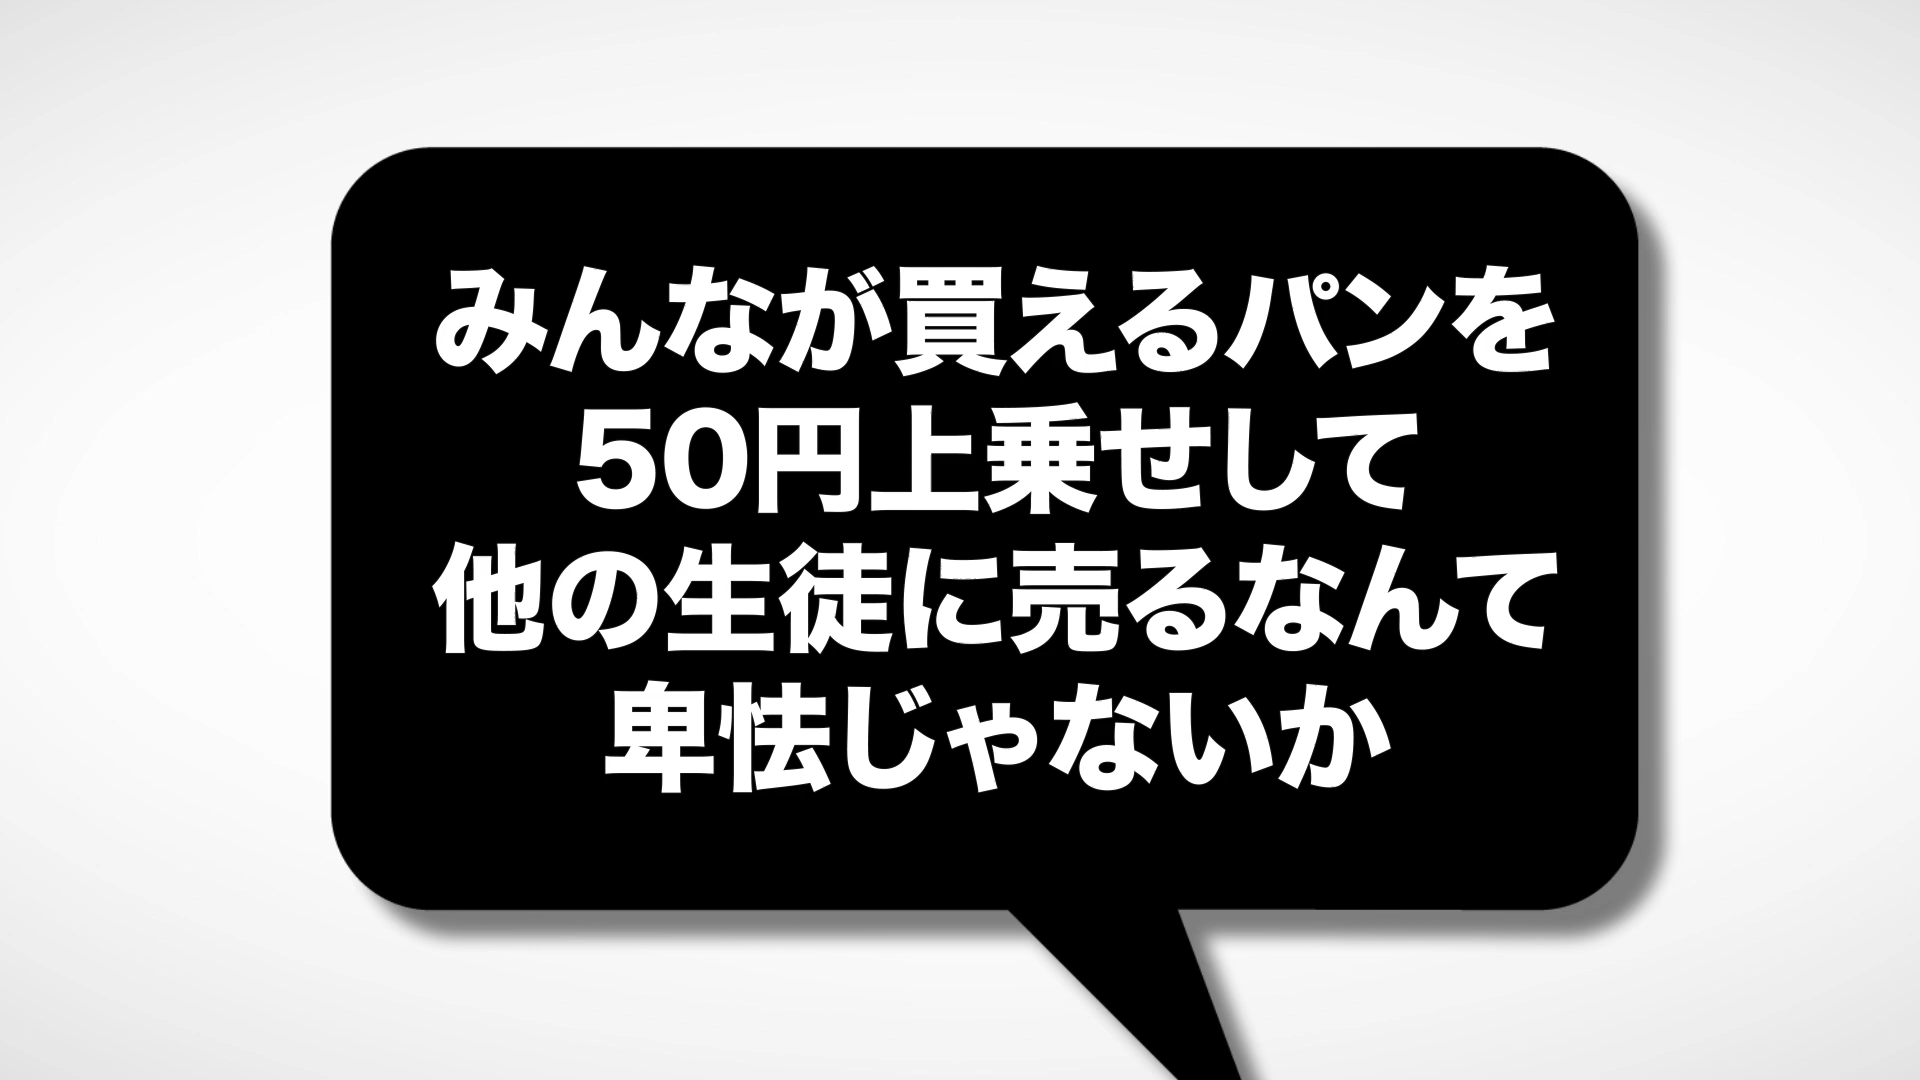 みんなが買えるパンを
50円上乗せして
他の生徒に売るなんて
卑怯じゃないか